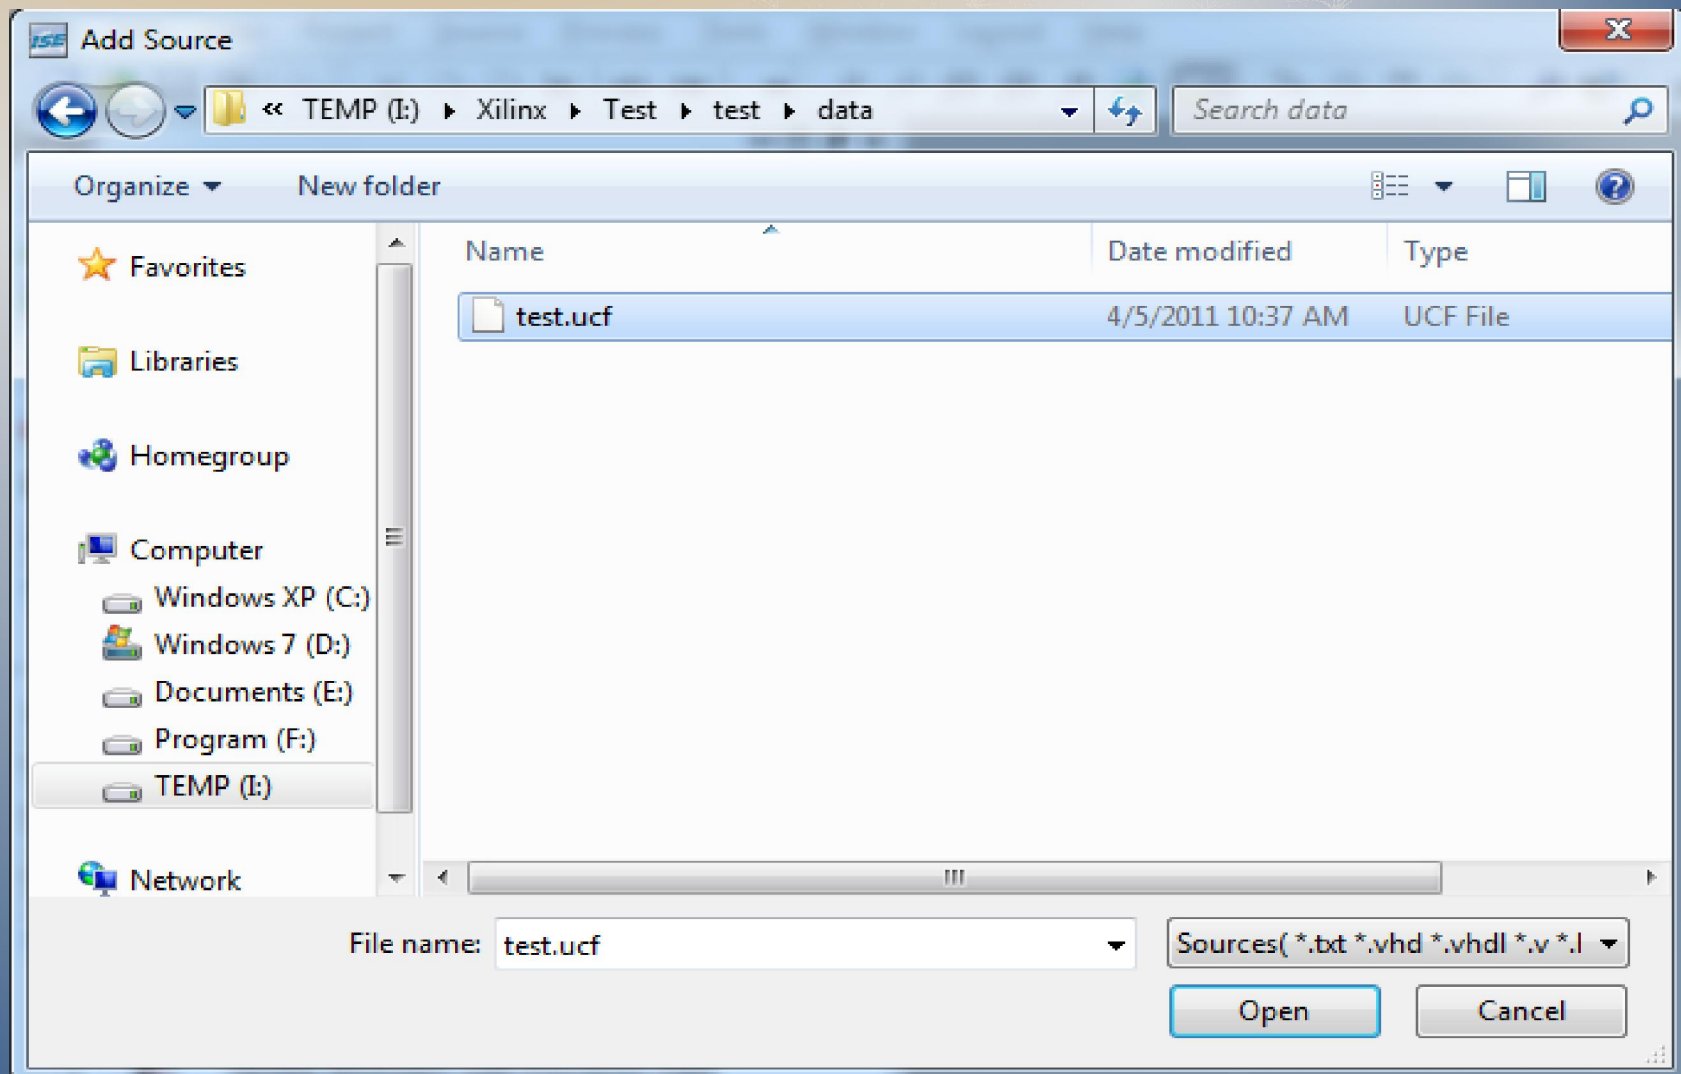 ISE Add Source
« TEMP (I:) Xilinx Test test data Search data
Organize New folder
Name Date modified Type
test.ucf 4/5/2011 10:37 AM UCF File
Favorites
Libraries
Homegroup
Computer
Windows XP (C:)
Windows 7 (D:)
Documents (E:)
Program (F:)
TEMP (I:)
Network
File name: test.ucf Sources( *.txt *.vhd *.vhdl *.v *.l
Open Cancel